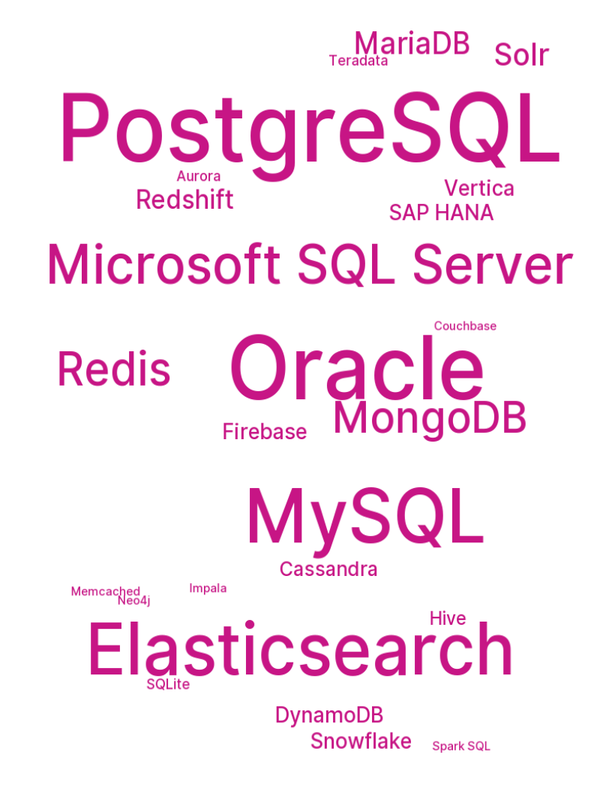 MariaDB
Teradata
Solr
PostgreSQL
Aurora
Redshift
Vertica
SAP HANA
Microsoft SQL Server
Couchbase
Redis
Oracle
MongoDB
Firebase
MySQL
Cassandra
Memcached
Impala
Neo4j
Hive
Elasticsearch
SQLite
DynamoDB
Snowflake
Spark SQL